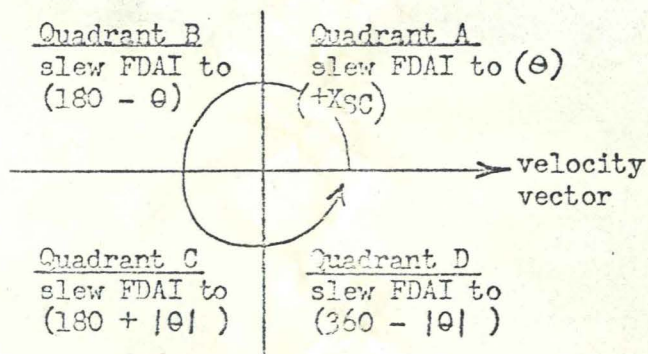 Quadrant B
slew FDAI to
(180 - θ)
Quadrant A
slew FDAI to (θ)
(+XSC)
velocity
vector
Quadrant C
slew FDAI to
(180 + |θ| )
Quadrant D
slew FDAI to
(360 - |θ| )